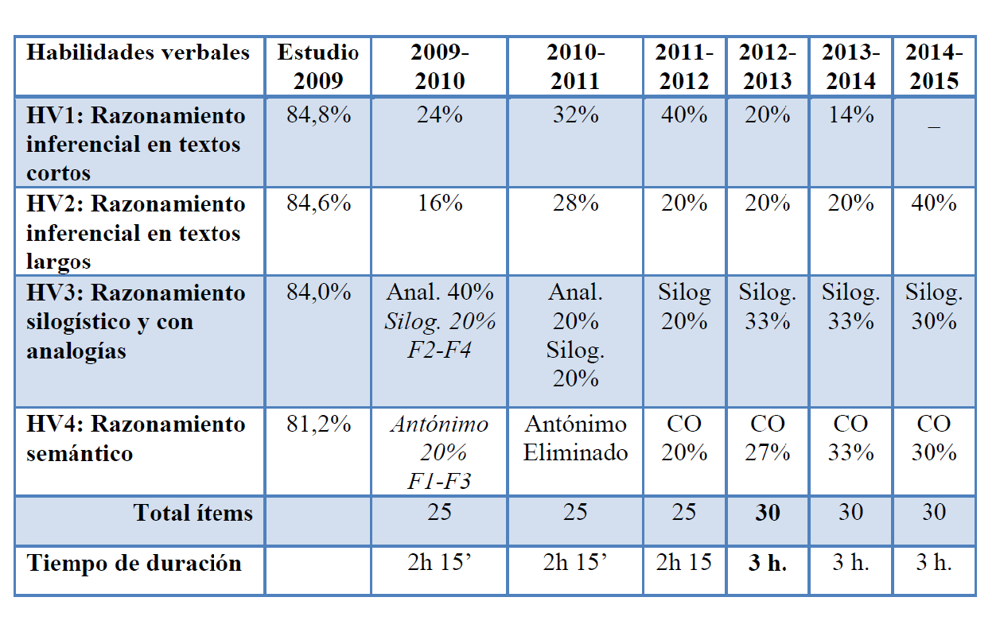 Habilidades verbales Estudio 2009- 2010- 2011- 2012- 2013- 2014-
2009 2010 2011 2012 2013 2014 2015
HV1: Razonamiento 84,8% 24% 32% 40% 20% 14% –
inferencial en textos
cortos
HV2: Razonamiento 84,6% 16% 28% 20% 20% 20% 40%
inferencial en textos
largos
HV3: Razonamiento 84,0% Anal. 40% Anal. Silog Silog. Silog. Silog.
silogístico y con Silog. 20% 20% 20% 33% 33% 30%
analogías F2-F4 Silog.
20%
HV4: Razonamiento 81,2% Antónimo Antónimo CO CO CO CO
semántico 20% Eliminado 20% 27% 33% 30%
F1-F3
Total ítems 25 25 25 30 30 30
Tiempo de duración 2h 15’ 2h 15’ 2h 15 3 h. 3 h. 3 h.